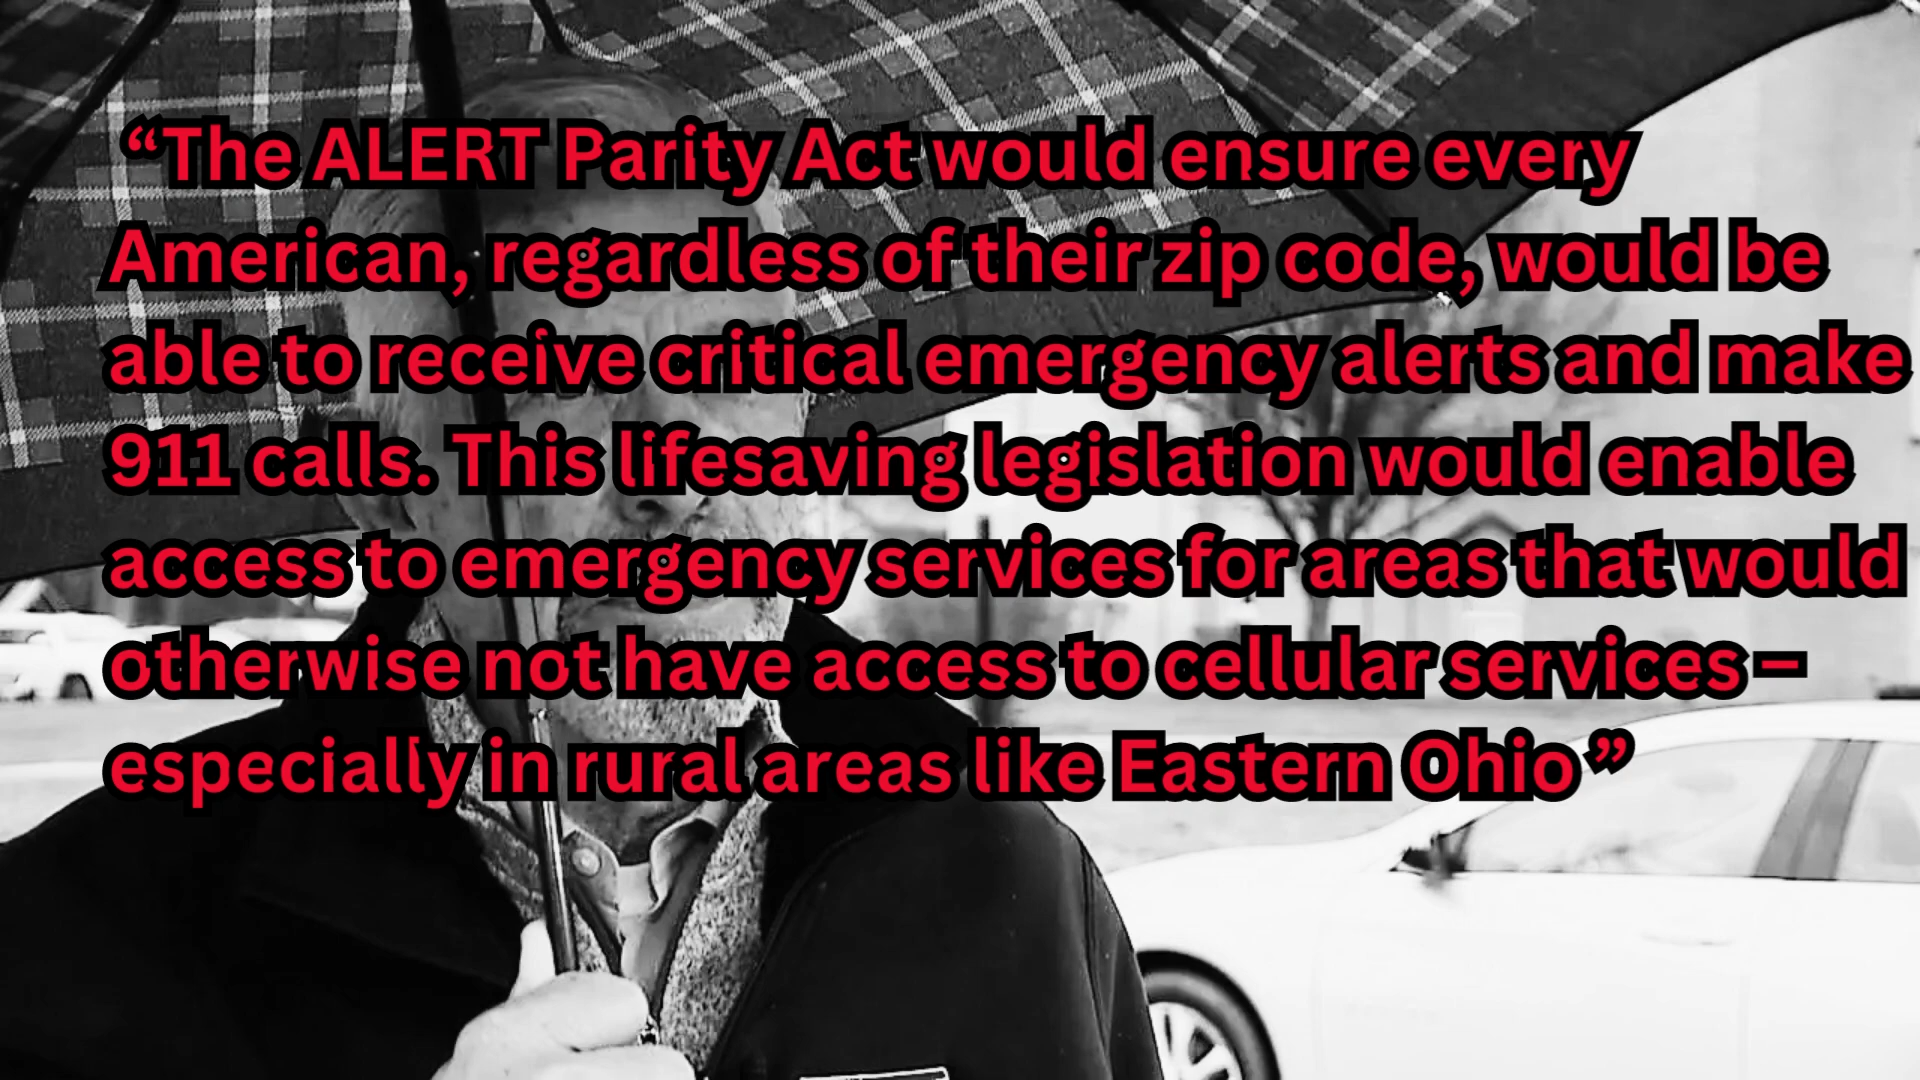 “The ALERT Parity Act would ensure every
American, regardless of their zip code, would be
able to receive critical emergency alerts and make
911 calls. This lifesaving legislation would enable
access to emergency services for areas that would
otherwise not have access to cellular services –
especially in rural areas like Eastern Ohio”